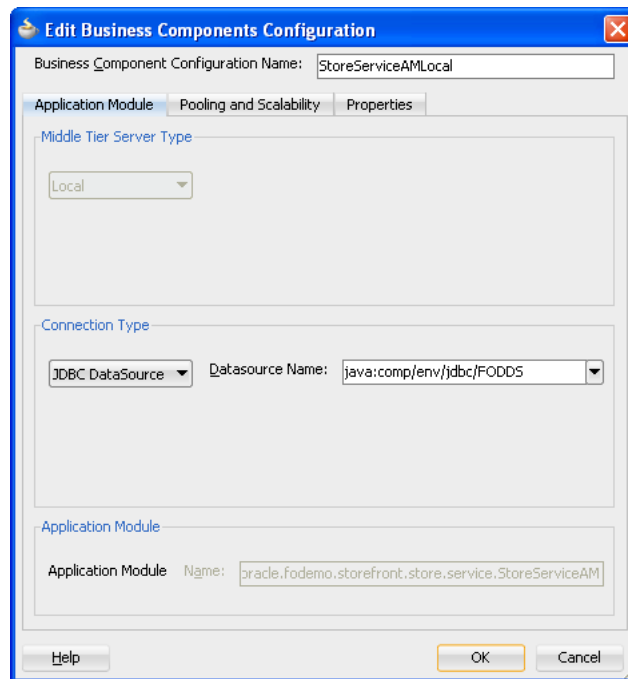 Edit Business Components Configuration
Business Component Configuration Name: StoreServiceAMLocal
Application Module Pooling and Scalability Properties
Middle Tier Server Type
Local
Connection Type
JDBC DataSource Datasource Name: java:comp/env/jdbc/FODDS
Application Module
Application Module Name: oracle.fodemo.storefront.store.service.StoreServiceAM
Help OK Cancel